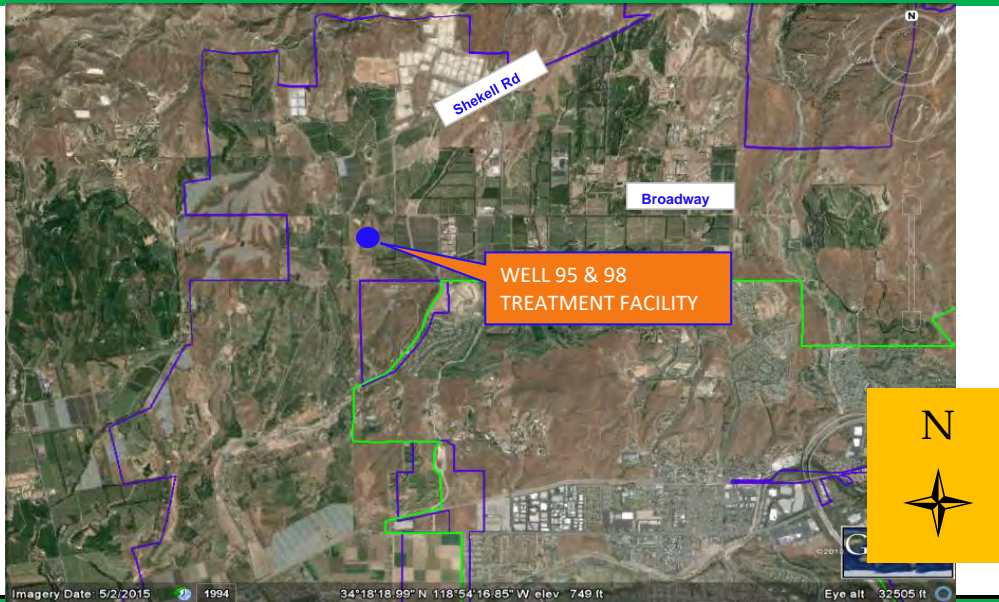 N
Shekell Rd
Broadway
WELL 95 & 98
TREATMENT FACILITY
N
©2010
G
Imagery Date: 5/2/2015
1994
34°18'18.99" N 118°54'16.85" W elev 749 ft
Eye alt 32505 ft